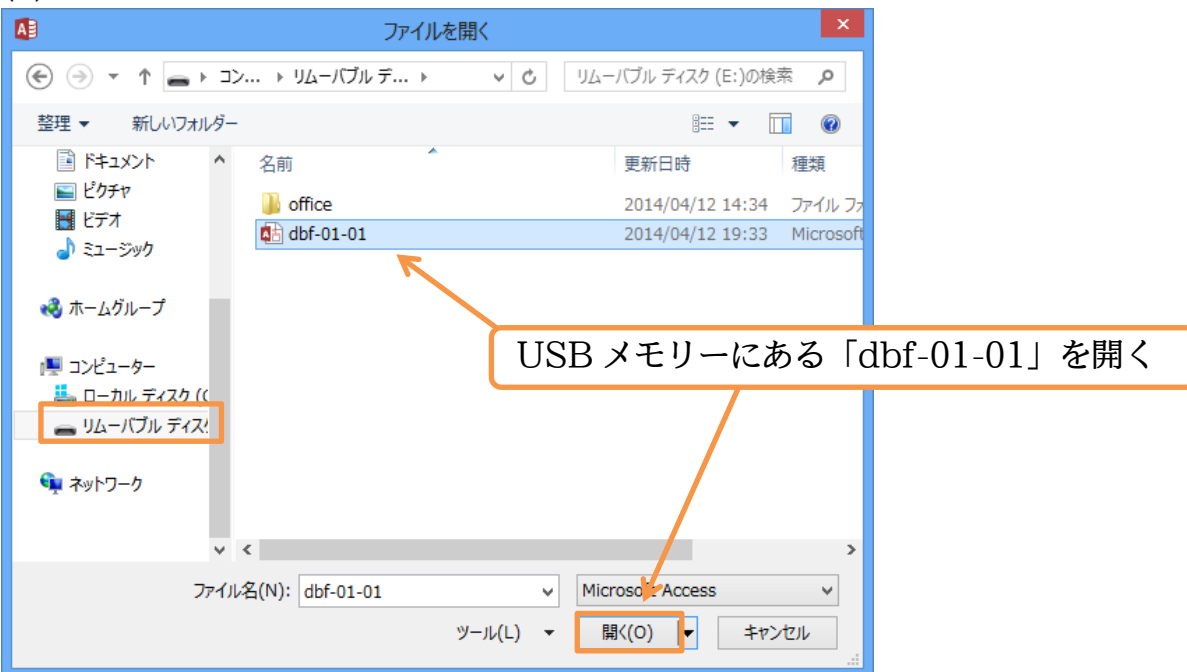 ファイルを開く
コン... リムーバブル デ...
リムーバブル ディスク (E:)の検索
整理 新しいフォルダー
名前 更新日時 種類
ドキュメント
ピクチャ
ビデオ
ミュージック
ホームグループ
コンピューター
ローカル ディスク (C
リムーバブル ディスク
ネットワーク
office 2014/04/12 14:34 ファイル フォ
dbf-01-01 2014/04/12 19:33 Microsoft
USB メモリーにある「dbf-01-01」を開く
ファイル名(N): dbf-01-01 Microsoft Access
ツール(L) 開く(O) キャンセル